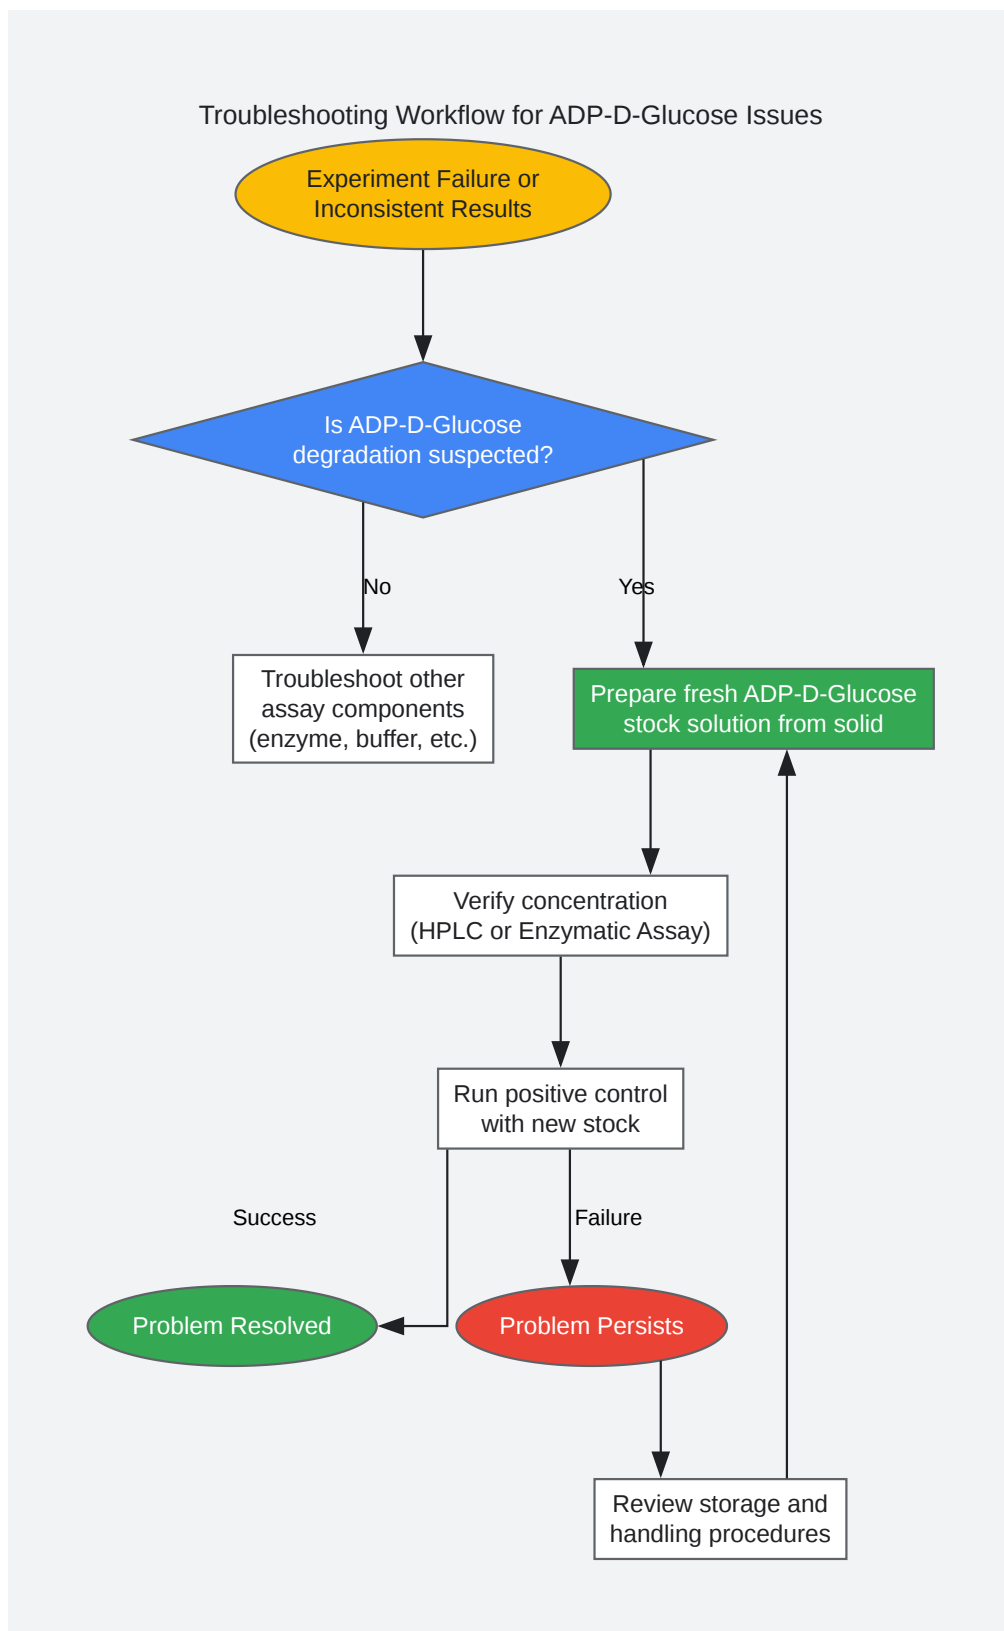 Troubleshooting Workflow for ADP-D-Glucose Issues
Experiment Failure or
Inconsistent Results
Is ADP-D-Glucose
degradation suspected?
No
Yes
Troubleshoot other
assay components
(enzyme, buffer, etc.)
Prepare fresh ADP-D-Glucose
stock solution from solid
Verify concentration
(HPLC or Enzymatic Assay)
Run positive control
with new stock
Success
Failure
Problem Resolved
Problem Persists
Review storage and
handling procedures